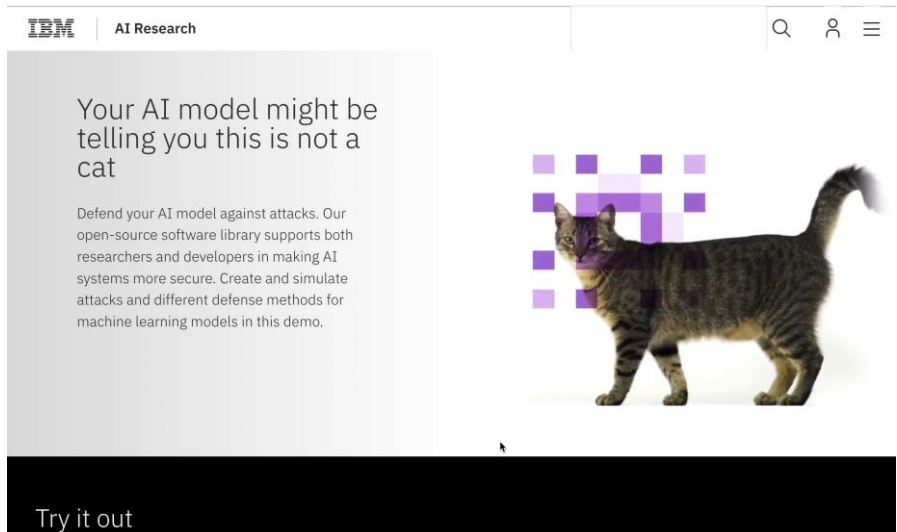 IBM AI Research
Your AI model might be
telling you this is not a
cat
Defend your AI model against attacks. Our
open-source software library supports both
researchers and developers in making AI
systems more secure. Create and simulate
attacks and different defense methods for
machine learning models in this demo.
Try it out